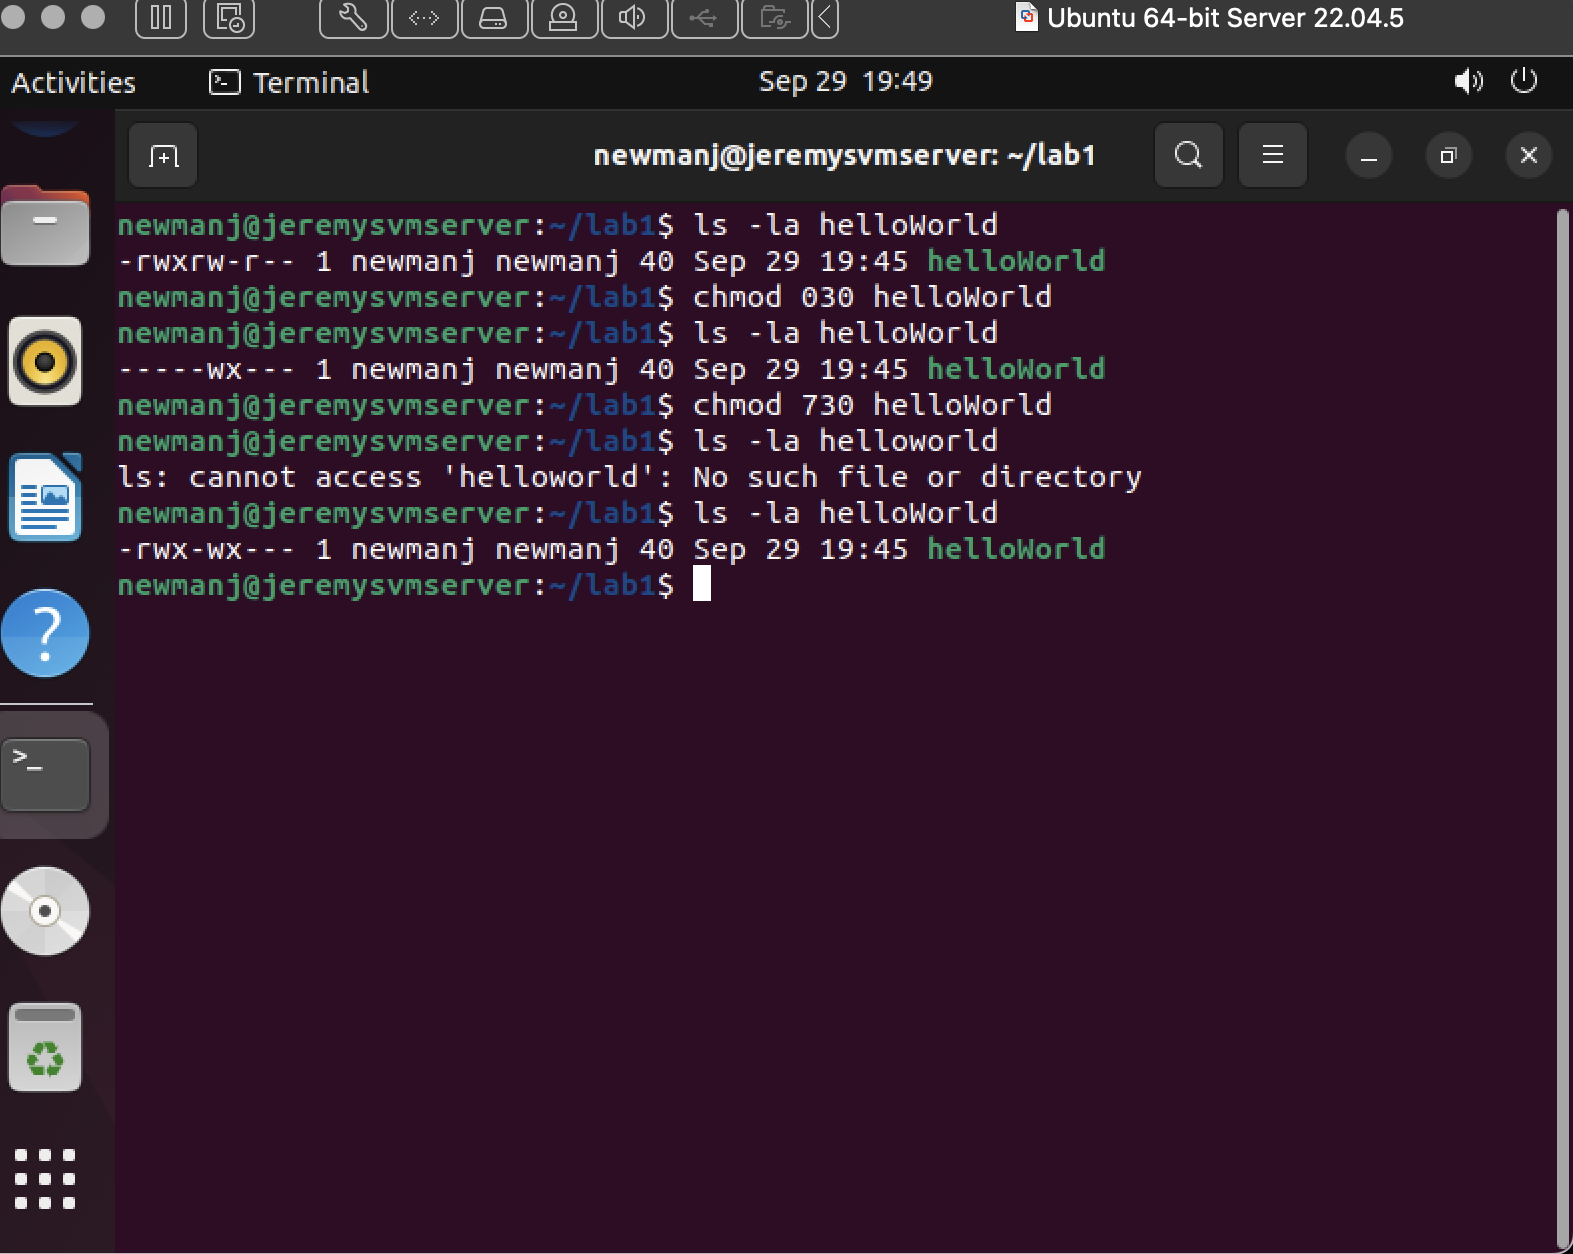 Ubuntu 64-bit Server 22.04.5
Activities Terminal Sep 29 19:49
newmanj@jeremysvmserver: ~/lab1
newmanj@jeremysvmserver:~/lab1$ ls -la helloWorld
-rwxrw-r-- 1 newmanj newmanj 40 Sep 29 19:45 helloWorld
newmanj@jeremysvmserver:~/lab1$ chmod 030 helloWorld
newmanj@jeremysvmserver:~/lab1$ ls -la helloWorld
-----wx--- 1 newmanj newmanj 40 Sep 29 19:45 helloWorld
newmanj@jeremysvmserver:~/lab1$ chmod 730 helloWorld
newmanj@jeremysvmserver:~/lab1$ ls -la helloworld
ls: cannot access 'helloworld': No such file or directory
newmanj@jeremysvmserver:~/lab1$ ls -la helloWorld
-rwx-wx--- 1 newmanj newmanj 40 Sep 29 19:45 helloWorld
newmanj@jeremysvmserver:~/lab1$